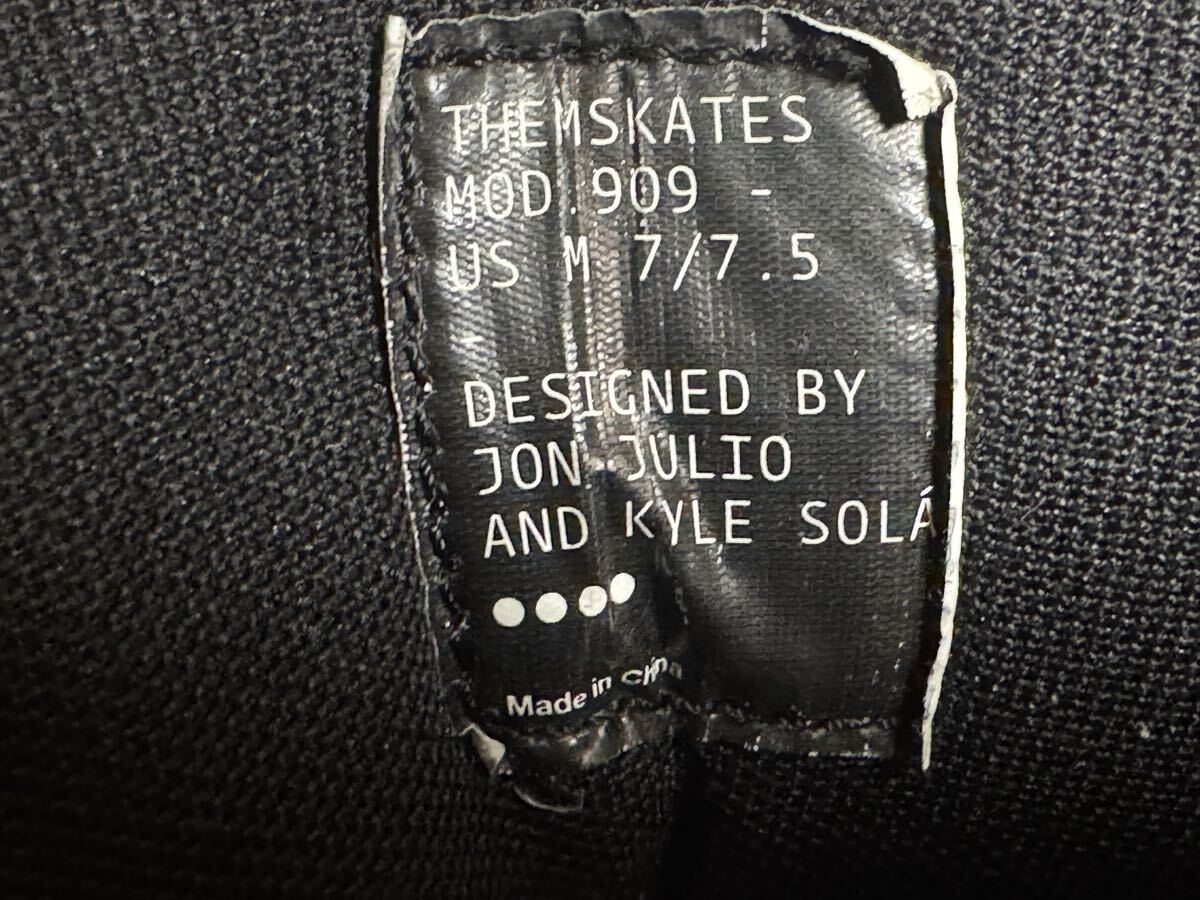 THEMSKATES
MOD.909 -
US M 7/7.5
DESIGNED BY
JON JULIO
AND KYLE SOLÁ
Made in China